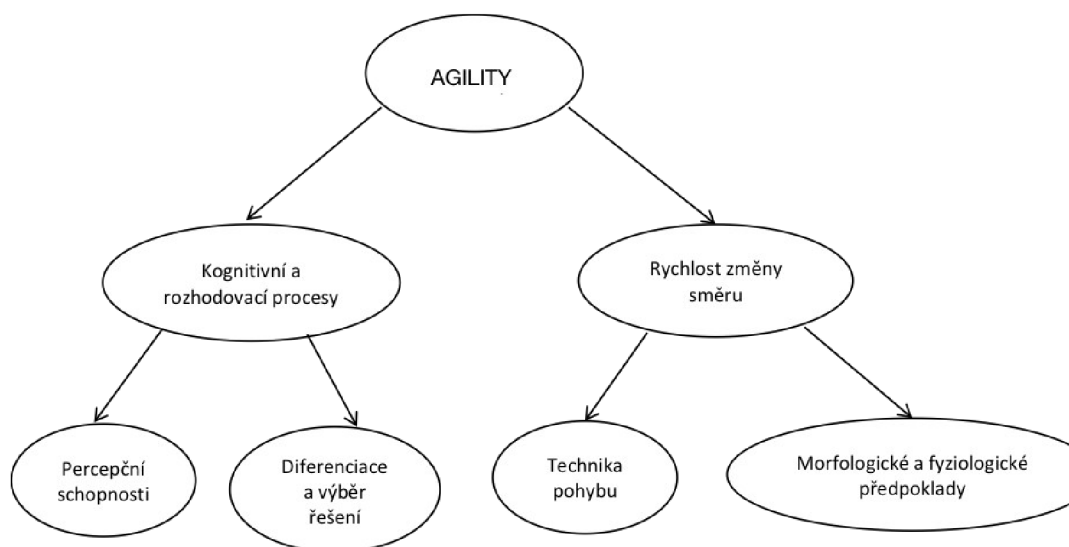 AGILITY
Kognitivní a
rozhodovací procesy
Rychlost změny
směru
Percepční
schopnosti
Diferenciace
a výběr
řešení
Technika
pohybu
Morfologické a fyziologické
předpoklady